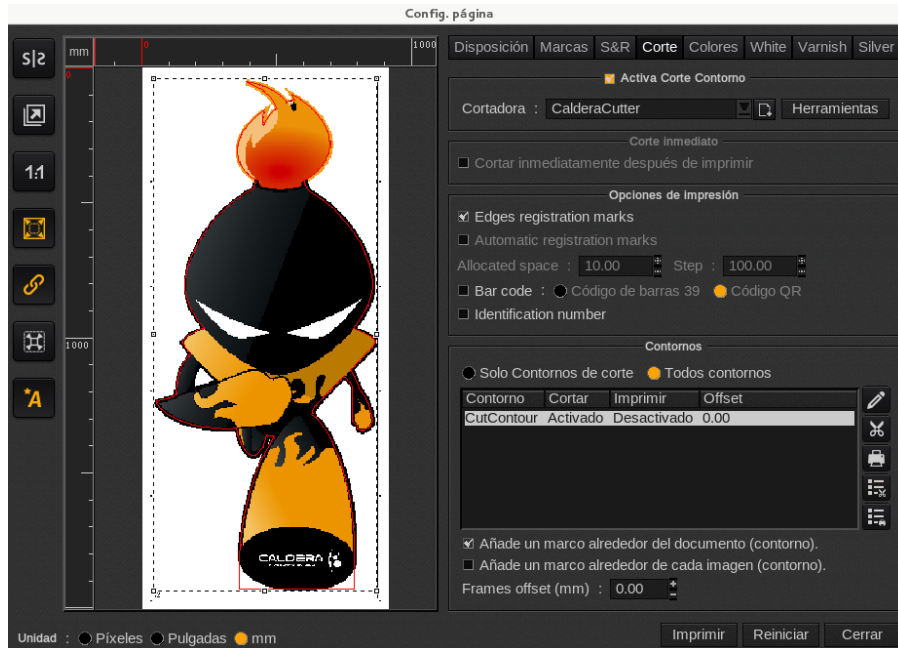 Config. página
S|S
mm
0
1000
0
1:1
1000
A
CALDERA
Disposición Marcas S&R Corte Colores White Varnish Silver
Activa Corte Contorno
Cortadora : CalderaCutter Herramientas
Corte inmediato
Cortar inmediatamente después de imprimir
Opciones de impresión
Edges registration marks
Automatic registration marks
Allocated space : 10.00 Step : 100.00
Bar code : Código de barras 39 Código QR
Identification number
Contornos
Solo Contornos de corte Todos contornos
Contorno Cortar Imprimir Offset
CutContour Activado Desactivado 0.00
Añade un marco alrededor del documento (contorno).
Añade un marco alrededor de cada imagen (contorno).
Frames offset (mm) : 0.00
Unidad : Píxeles Pulgadas mm
Imprimir Reiniciar Cerrar